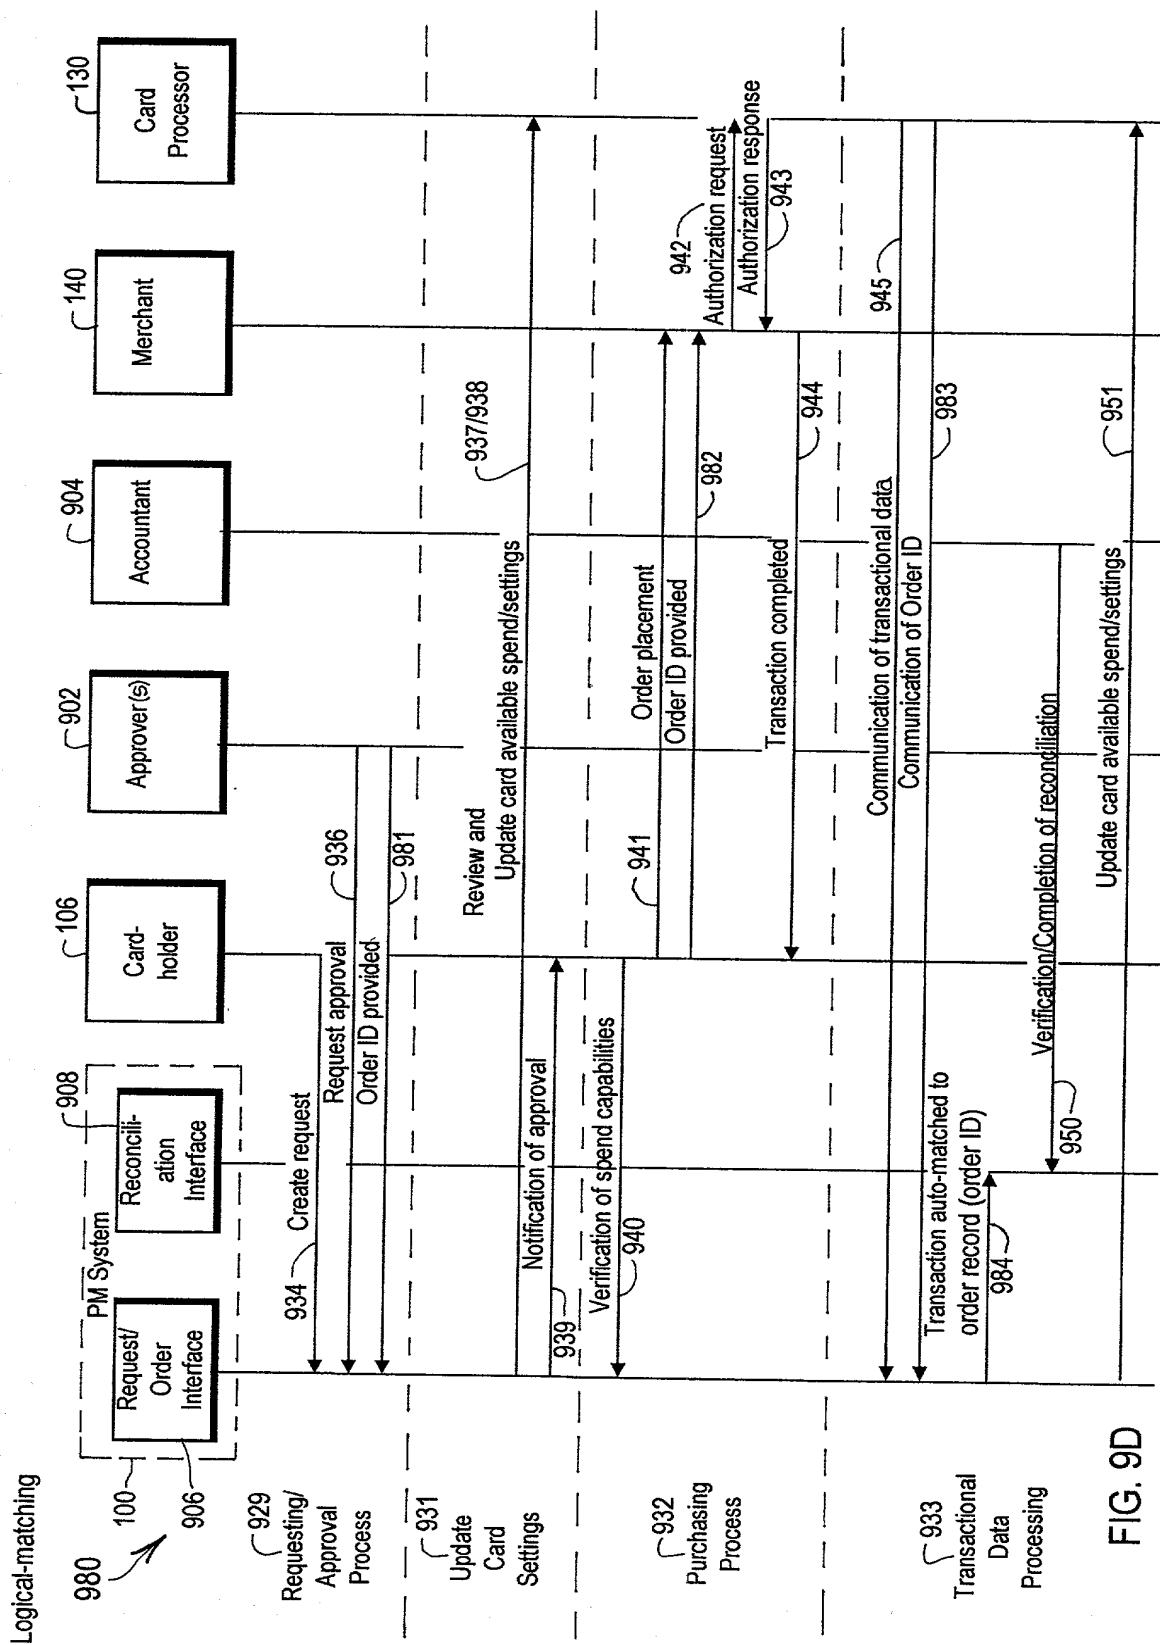 Logical-matching
980
100
PM System
Request/
Order
Interface
906
Reconcili-
ation
Interface
908
Card-
holder
106
Approver(s)
902
Accountant
904
Merchant
140
Card
Processor
130
929
Requesting/
Approval
Process
934
Create request
Request approval
936
Order ID provided
981
931
Update
Card
Settings
Review and
Update card available spend/settings
937/938
Notification of approval
939
932
Purchasing
Process
Verification of spend capabilities
940
941
Order placement
Order ID provided
982
942
Authorization request
Authorization response
943
Transaction completed
944
933
Transactional
Data
Processing
Communication of transactional data
945
Communication of Order ID
983
Transaction auto-matched to
order record (order ID)
984
Verification/Completion of reconciliation
950
Update card available spend/settings
951
FIG. 9D